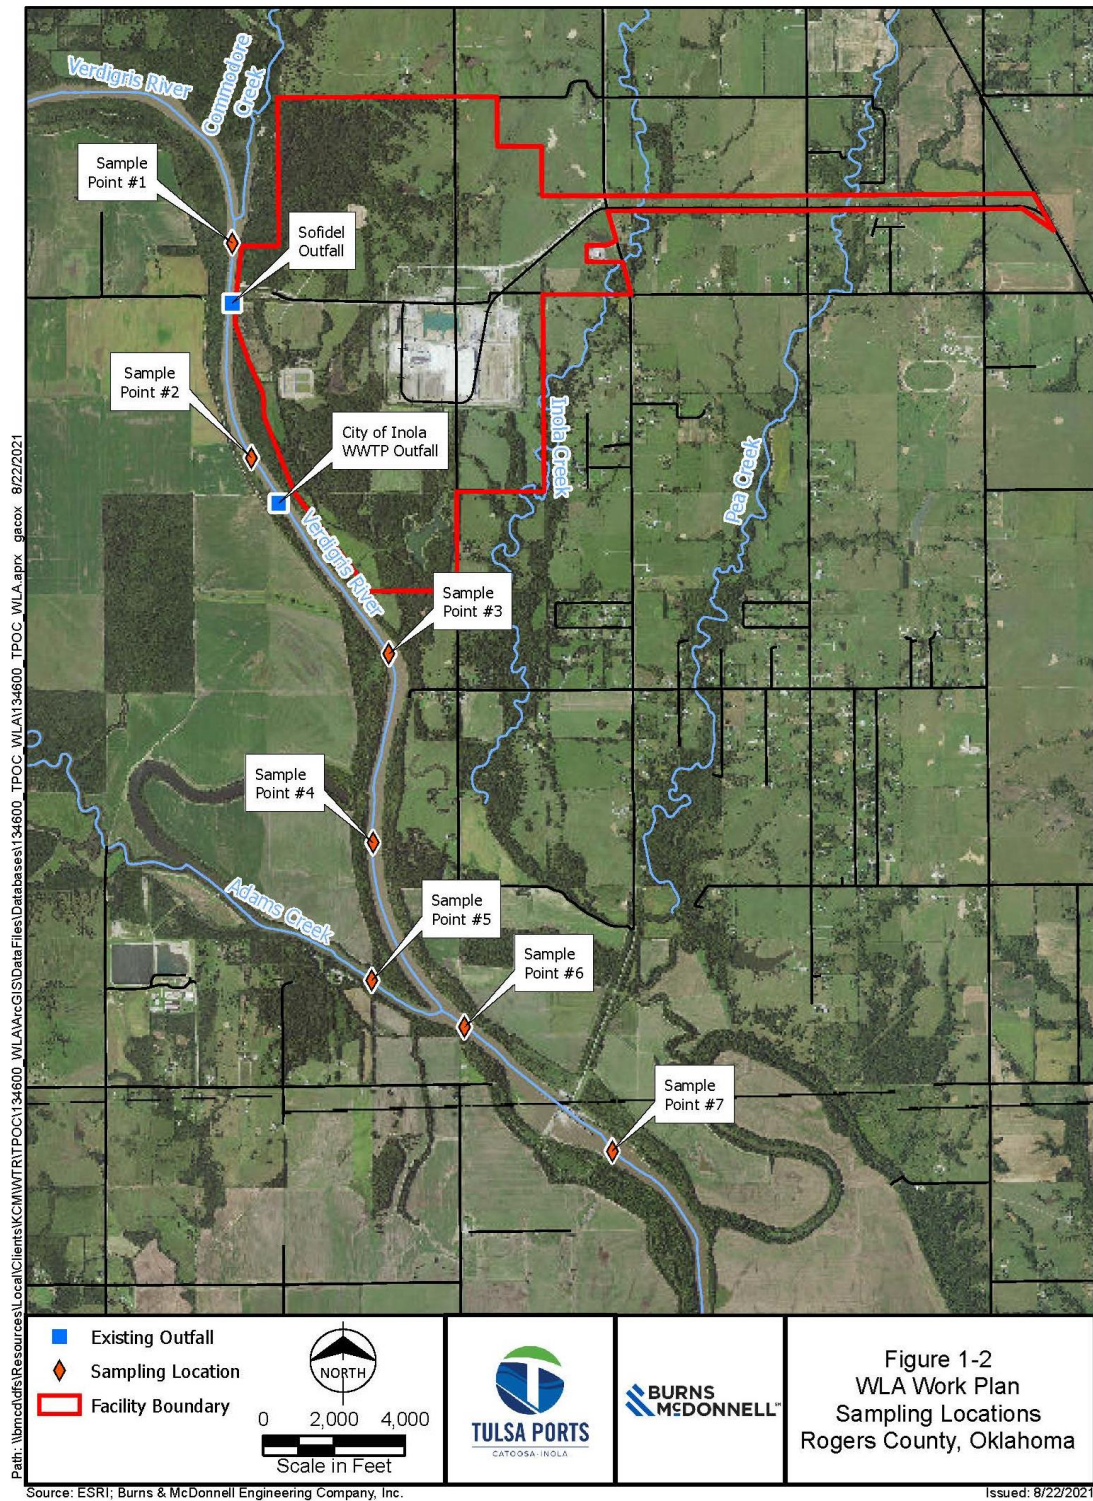 Verdigris River
Commodore
Creek
Sample
Point #1
Sofidel
Outfall
Sample
Point #2
City of Inola
WWTP Outfall
Inola Creek
Pea Creek
Verdigris River
Sample
Point #3
Sample
Point #4
Adams Creek
Sample
Point #5
Sample
Point #6
Sample
Point #7
Path: \\bmcd\dfs\Resources\Local\Clients\KCM\WTR\TPOC\134600_WLA\ArcGIS\DataFiles\Databases\134600_TPOC_WLA\134600_TPOC_WLA.aprx gacox 8/22/2021
Existing Outfall
Sampling Location
Facility Boundary
NORTH
0 2,000 4,000
Scale in Feet
TULSA PORTS
CATOOSA-INOLA
BURNS
McDONNELL℠
Figure 1-2
WLA Work Plan
Sampling Locations
Rogers County, Oklahoma
Source: ESRI; Burns & McDonnell Engineering Company, Inc.
Issued: 8/22/2021